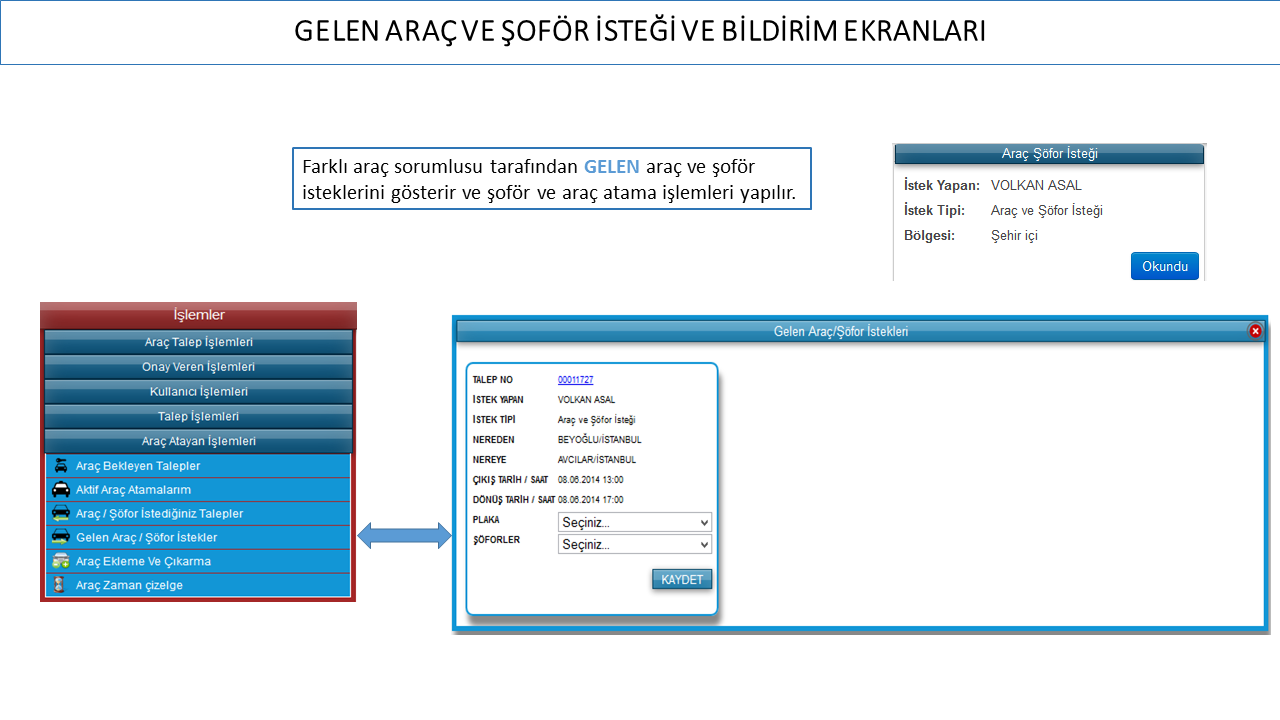 GELEN ARAÇ VE ŞOFÖR İSTEĞİ VE BİLDİRİM EKRANLARI
Farklı araç sorumlusu tarafından GELEN araç ve şoför
isteklerini gösterir ve şoför ve araç atama işlemleri yapılır.
Araç Şöfor İsteği
İstek Yapan: VOLKAN ASAL
İstek Tipi: Araç ve Şöfor İsteği
Bölgesi: Şehir içi
Okundu
İşlemler
Araç Talep İşlemleri
Onay Veren İşlemleri
Kullanıcı İşlemleri
Talep İşlemleri
Araç Atayan İşlemleri
Araç Bekleyen Talepler
Aktif Araç Atamalarım
Araç / Şöfor İstediğiniz Talepler
Gelen Araç / Şöfor İstekler
Araç Ekleme Ve Çıkarma
Araç Zaman çizelge
Gelen Araç/Şöfor İstekleri
TALEP NO 00011727
İSTEK YAPAN VOLKAN ASAL
İSTEK TİPİ Araç ve Şöfor İsteği
NEREDEN BEYOĞLU/İSTANBUL
NEREYE AVCILAR/İSTANBUL
ÇIKIŞ TARİH / SAAT 08.06.2014 13:00
DÖNÜŞ TARİH / SAAT 08.06.2014 17:00
PLAKA Seçiniz...
ŞÖFORLER Seçiniz...
KAYDET